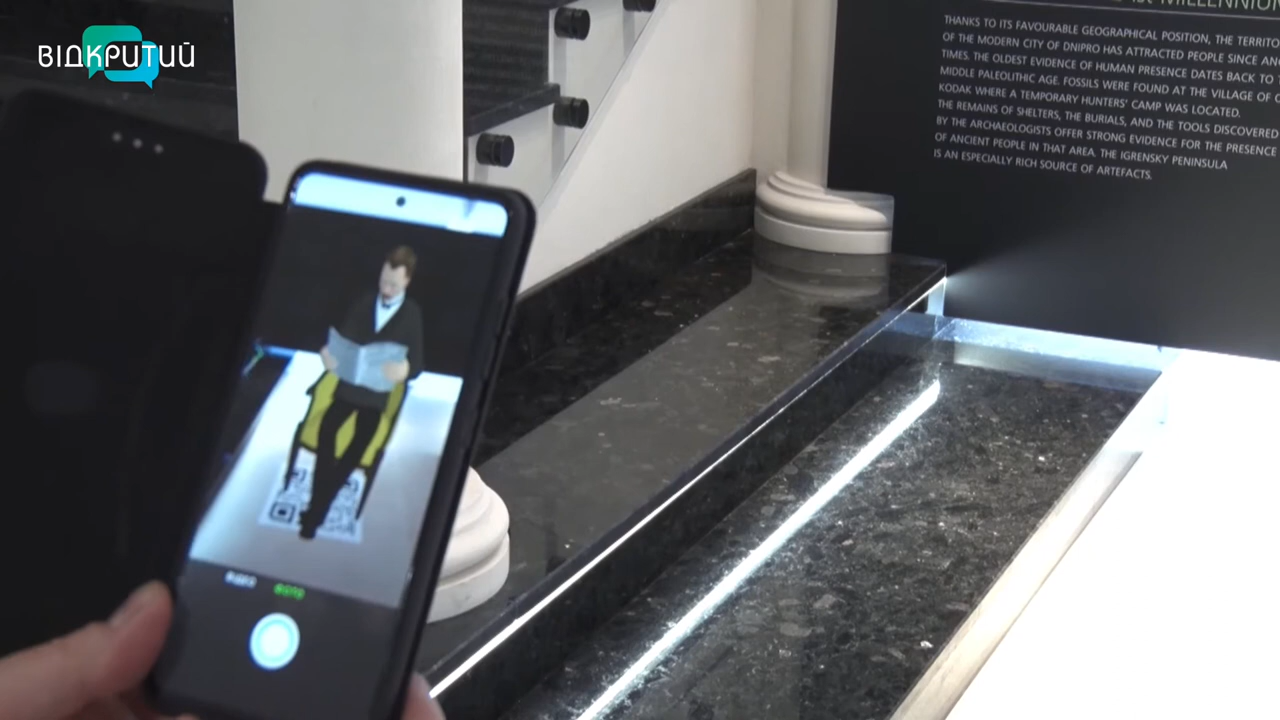 ВІДКРИТИЙ
THANKS TO ITS FAVOURABLE GEOGRAPHICAL POSITION, THE
OF THE MODERN CITY OF DNIPRO HAS ATTRACTED PEOPLE SINCE
TIMES. THE OLDEST EVIDENCE OF HUMAN PRESENCE DATES BACK TO
MIDDLE PALEOLITHIC AGE. FOSSILS WERE FOUND AT THE VILLAGE OF
KODAK WHERE A TEMPORARY HUNTERS' CAMP WAS LOCATED.
THE REMAINS OF SHELTERS, THE BURIALS, AND THE TOOLS DISCOVERED
BY THE ARCHAEOLOGISTS OFFER STRONG EVIDENCE FOR THE PRESENCE
OF ANCIENT PEOPLE IN THAT AREA. THE IGRENSKY PENINSULA
IS AN ESPECIALLY RICH SOURCE OF ARTEFACTS.